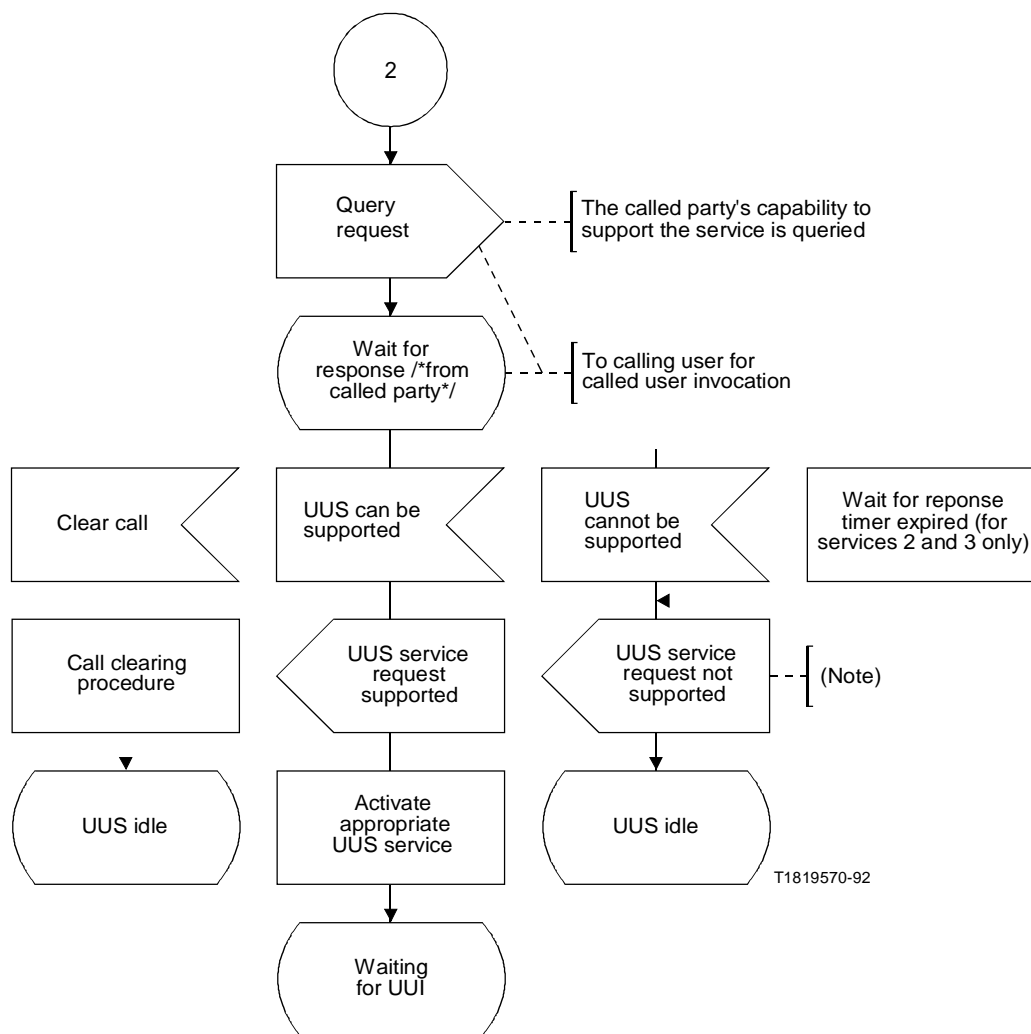 2
Query
request
The called party's capability to
support the service is queried
Wait for
response /*from
called party*/
To calling user for
called user invocation
Clear call
UUS can be
supported
UUS
cannot be
supported
Wait for reponse
timer expired (for
services 2 and 3 only)
Call clearing
procedure
UUS service
request
supported
UUS service
request not
supported
(Note)
UUS idle
Activate
appropriate
UUS service
UUS idle
T1819570-92
Waiting
for UUI